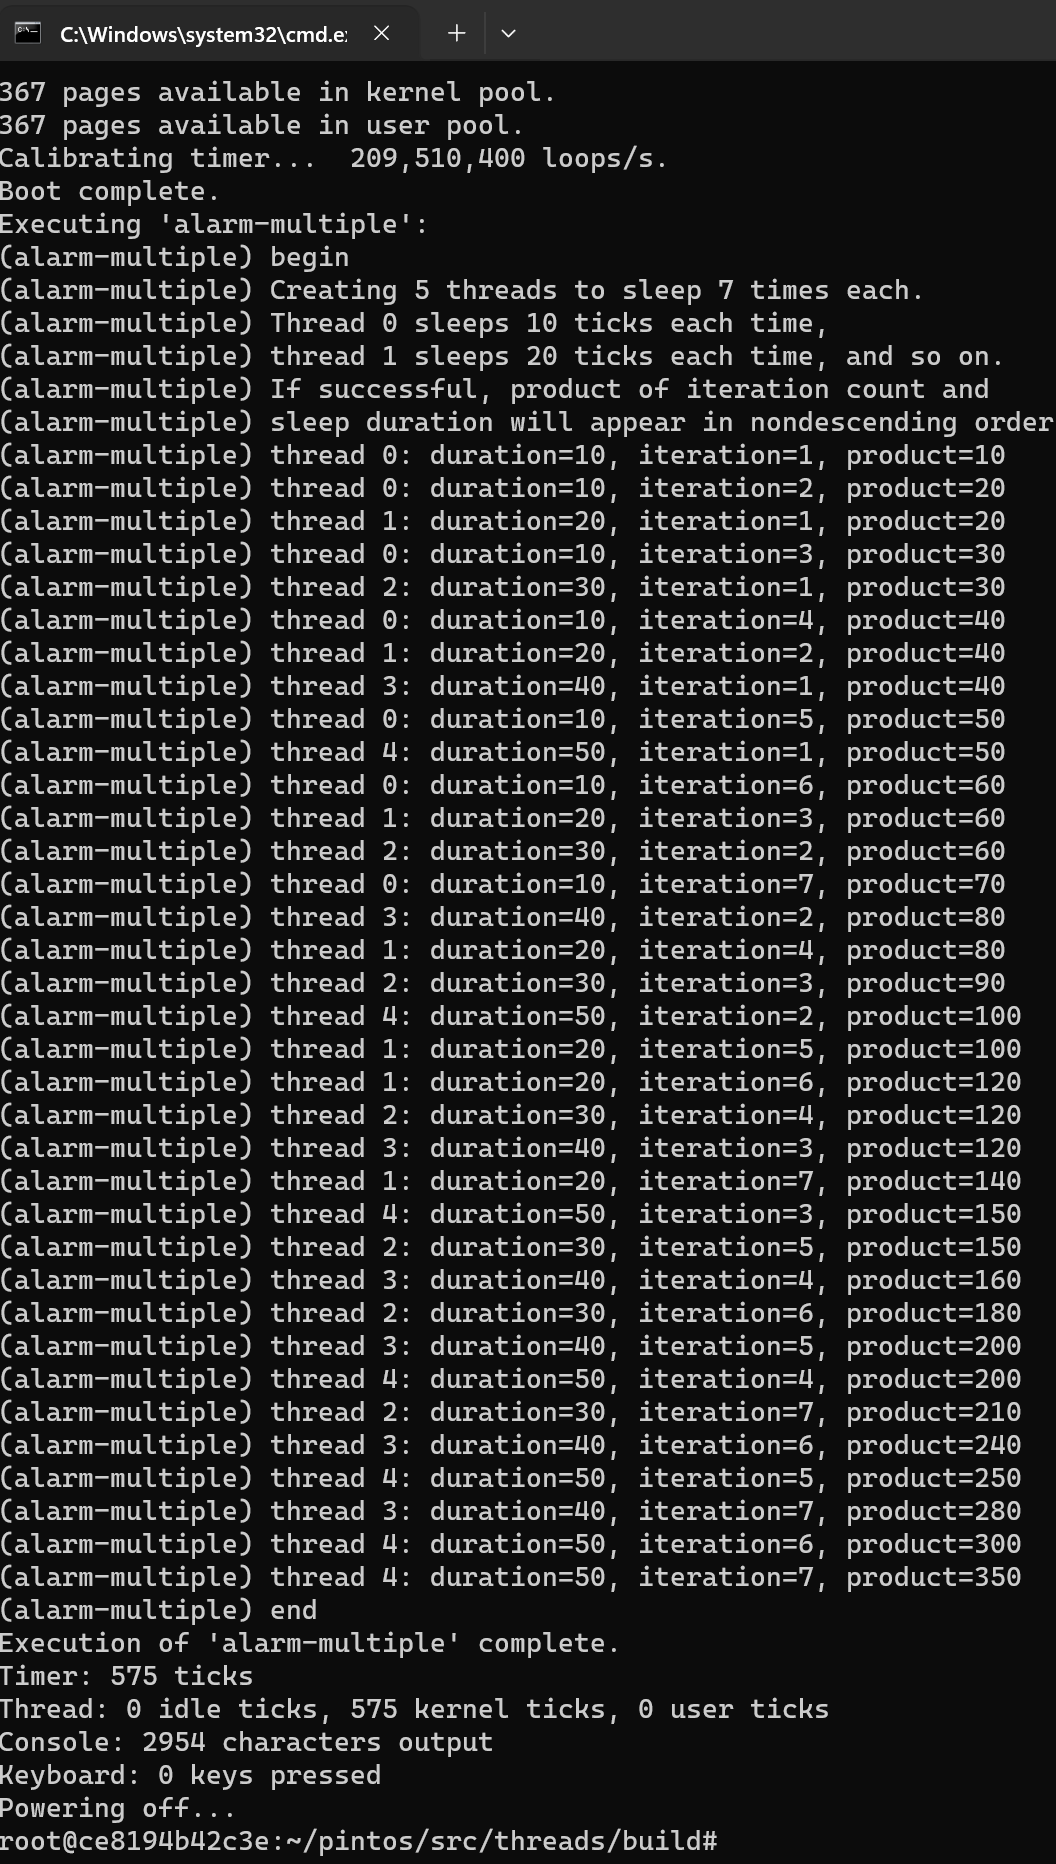 C:\Windows\system32\cmd.e
367 pages available in kernel pool.
367 pages available in user pool.
Calibrating timer...  209,510,400 loops/s.
Boot complete.
Executing 'alarm-multiple':
(alarm-multiple) begin
(alarm-multiple) Creating 5 threads to sleep 7 times each.
(alarm-multiple) Thread 0 sleeps 10 ticks each time,
(alarm-multiple) thread 1 sleeps 20 ticks each time, and so on.
(alarm-multiple) If successful, product of iteration count and
(alarm-multiple) sleep duration will appear in nondescending order
(alarm-multiple) thread 0: duration=10, iteration=1, product=10
(alarm-multiple) thread 0: duration=10, iteration=2, product=20
(alarm-multiple) thread 1: duration=20, iteration=1, product=20
(alarm-multiple) thread 0: duration=10, iteration=3, product=30
(alarm-multiple) thread 2: duration=30, iteration=1, product=30
(alarm-multiple) thread 0: duration=10, iteration=4, product=40
(alarm-multiple) thread 1: duration=20, iteration=2, product=40
(alarm-multiple) thread 3: duration=40, iteration=1, product=40
(alarm-multiple) thread 0: duration=10, iteration=5, product=50
(alarm-multiple) thread 4: duration=50, iteration=1, product=50
(alarm-multiple) thread 0: duration=10, iteration=6, product=60
(alarm-multiple) thread 1: duration=20, iteration=3, product=60
(alarm-multiple) thread 2: duration=30, iteration=2, product=60
(alarm-multiple) thread 0: duration=10, iteration=7, product=70
(alarm-multiple) thread 3: duration=40, iteration=2, product=80
(alarm-multiple) thread 1: duration=20, iteration=4, product=80
(alarm-multiple) thread 2: duration=30, iteration=3, product=90
(alarm-multiple) thread 4: duration=50, iteration=2, product=100
(alarm-multiple) thread 1: duration=20, iteration=5, product=100
(alarm-multiple) thread 1: duration=20, iteration=6, product=120
(alarm-multiple) thread 2: duration=30, iteration=4, product=120
(alarm-multiple) thread 3: duration=40, iteration=3, product=120
(alarm-multiple) thread 1: duration=20, iteration=7, product=140
(alarm-multiple) thread 4: duration=50, iteration=3, product=150
(alarm-multiple) thread 2: duration=30, iteration=5, product=150
(alarm-multiple) thread 3: duration=40, iteration=4, product=160
(alarm-multiple) thread 2: duration=30, iteration=6, product=180
(alarm-multiple) thread 3: duration=40, iteration=5, product=200
(alarm-multiple) thread 4: duration=50, iteration=4, product=200
(alarm-multiple) thread 2: duration=30, iteration=7, product=210
(alarm-multiple) thread 3: duration=40, iteration=6, product=240
(alarm-multiple) thread 4: duration=50, iteration=5, product=250
(alarm-multiple) thread 3: duration=40, iteration=7, product=280
(alarm-multiple) thread 4: duration=50, iteration=6, product=300
(alarm-multiple) thread 4: duration=50, iteration=7, product=350
(alarm-multiple) end
Execution of 'alarm-multiple' complete.
Timer: 575 ticks
Thread: 0 idle ticks, 575 kernel ticks, 0 user ticks
Console: 2954 characters output
Keyboard: 0 keys pressed
Powering off...
root@ce8194b42c3e:~/pintos/src/threads/build#